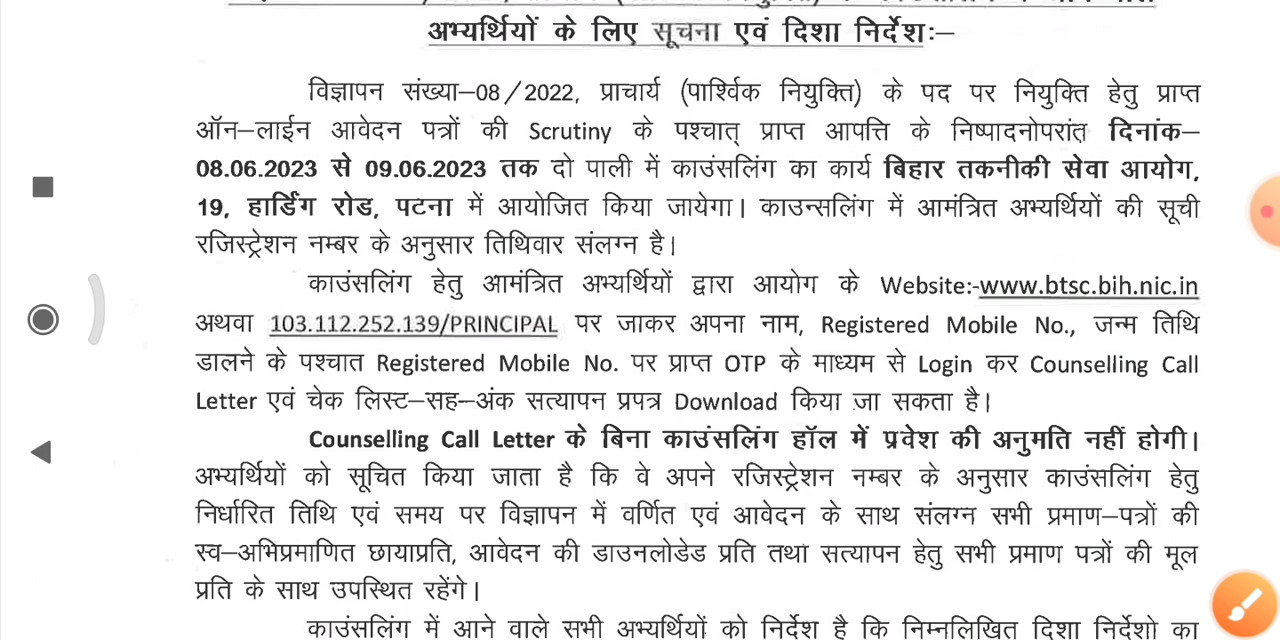 अभ्यर्थियों के लिए सूचना एवं दिशा निर्देशः–
विज्ञापन संख्या–08/2022, प्राचार्य (पार्श्विक नियुक्ति) के पद पर नियुक्ति हेतु प्राप्त
ऑन–लाईन आवेदन पत्रों की Scrutiny के पश्चात् प्राप्त आपत्ति के निष्पादनोपरांत दिनांक–
08.06.2023 से 09.06.2023 तक दो पाली में काउंसलिंग का कार्य बिहार तकनीकी सेवा आयोग,
19, हार्डिंग रोड, पटना में आयोजित किया जायेगा। काउन्सलिंग में आमंत्रित अभ्यर्थियों की सूची
रजिस्ट्रेशन नम्बर के अनुसार तिथिवार संलग्न है।
काउंसलिंग हेतु आमंत्रित अभ्यर्थियों द्वारा आयोग के Website:-www.btsc.bih.nic.in
अथवा 103.112.252.139/PRINCIPAL पर जाकर अपना नाम, Registered Mobile No., जन्म तिथि
डालने के पश्चात Registered Mobile No. पर प्राप्त OTP के माध्यम से Login कर Counselling Call
Letter एवं चेक लिस्ट–सह–अंक सत्यापन प्रपत्र Download किया जा सकता है।
Counselling Call Letter के बिना काउंसलिंग हॉल में प्रवेश की अनुमति नहीं होगी।
अभ्यर्थियों को सूचित किया जाता है कि वे अपने रजिस्ट्रेशन नम्बर के अनुसार काउंसलिंग हेतु
निर्धारित तिथि एवं समय पर विज्ञापन में वर्णित एवं आवेदन के साथ संलग्न सभी प्रमाण–पत्रों की
स्व–अभिप्रमाणित छायाप्रति, आवेदन की डाउनलोडेड प्रति तथा सत्यापन हेतु सभी प्रमाण पत्रों की मूल
प्रति के साथ उपस्थित रहेंगे।
काउंसलिंग में आने वाले सभी अभ्यर्थियों को निर्देश है कि निम्नलिखित दिशा निर्देशो का